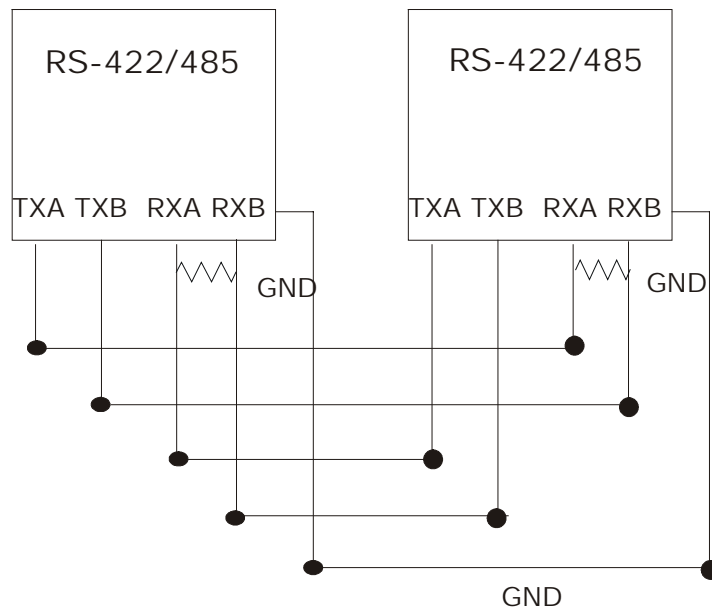 RS-422/485
RS-422/485
TXA TXB RXA RXB
TXA TXB RXA RXB
GND
GND
GND